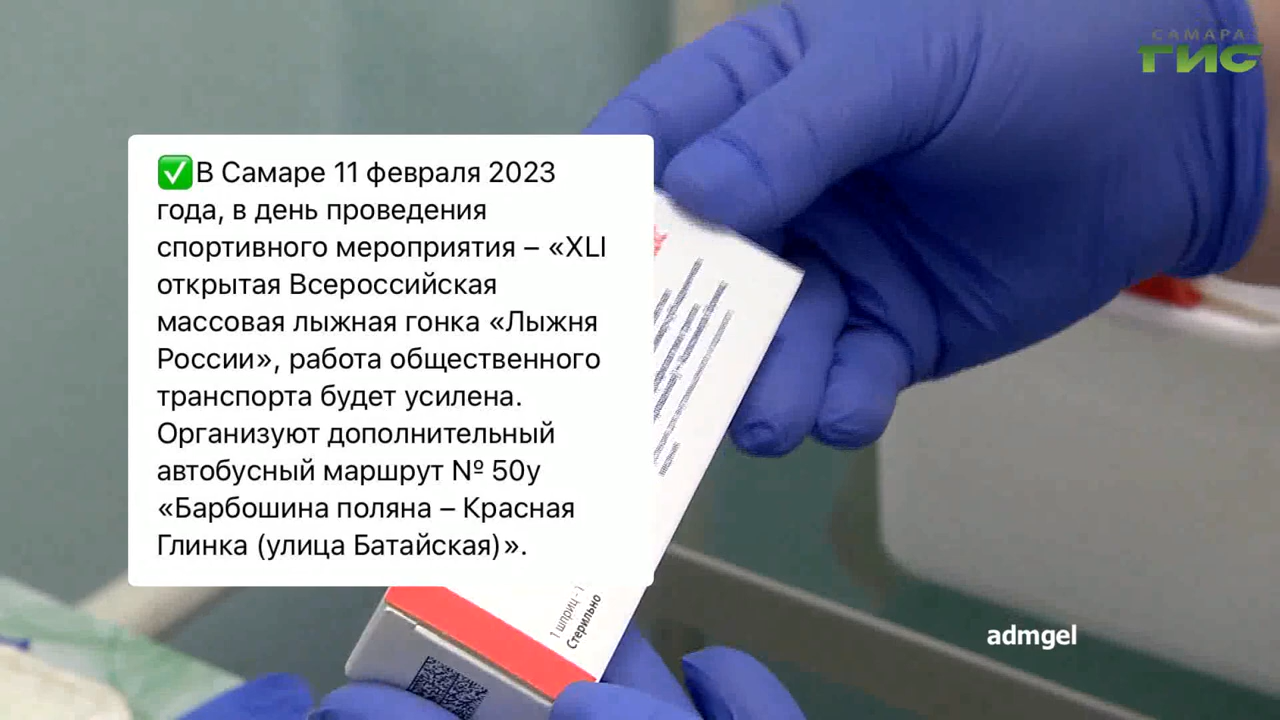 САМАРА
ГИС
✅В Самаре 11 февраля 2023
года, в день проведения
спортивного мероприятия – «XLI
открытая Всероссийская
массовая лыжная гонка «Лыжня
России», работа общественного
транспорта будет усилена.
Организуют дополнительный
автобусный маршрут № 50у
«Барбошина поляна – Красная
Глинка (улица Батайская)».
1 шприц - 1
Стерильно
admgel